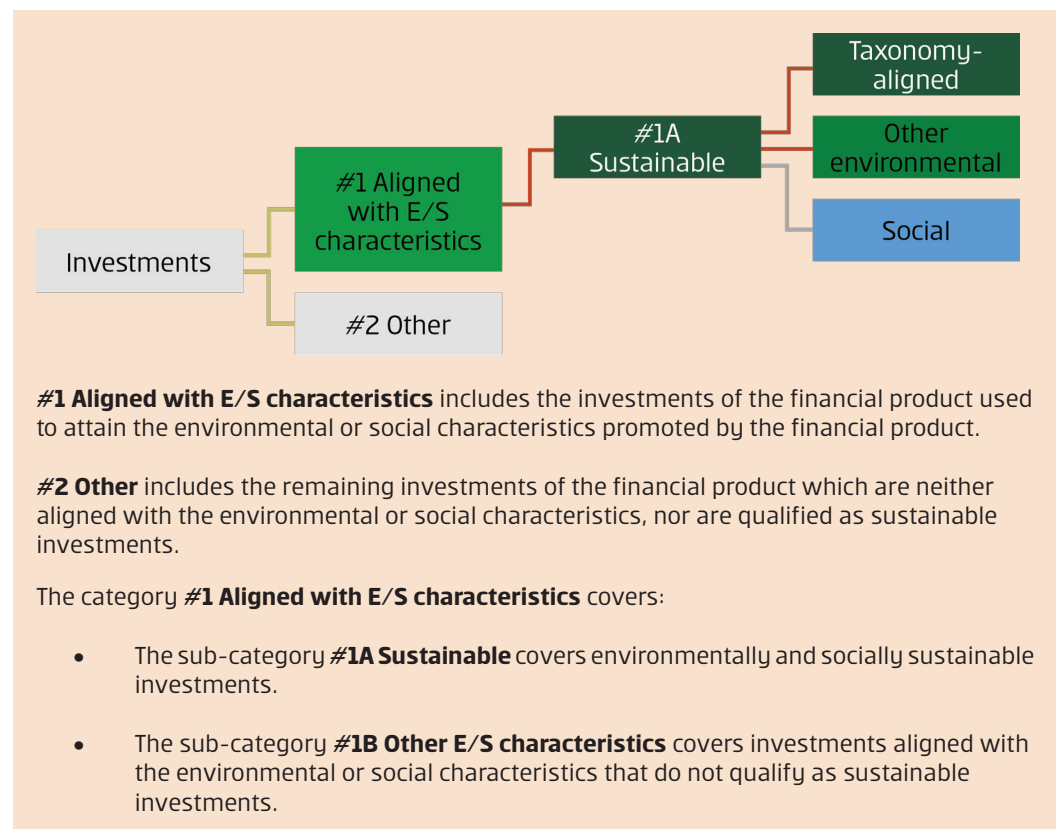 Taxonomy-
aligned
#1A
Sustainable
Other
environmental
#1 Aligned
with E/S
characteristics
Social
Investments
#2 Other
#1 Aligned with E/S characteristics includes the investments of the financial product used
to attain the environmental or social characteristics promoted by the financial product.
#2 Other includes the remaining investments of the financial product which are neither
aligned with the environmental or social characteristics, nor are qualified as sustainable
investments.
The category #1 Aligned with E/S characteristics covers:
• The sub-category #1A Sustainable covers environmentally and socially sustainable
investments.
• The sub-category #1B Other E/S characteristics covers investments aligned with
the environmental or social characteristics that do not qualify as sustainable
investments.